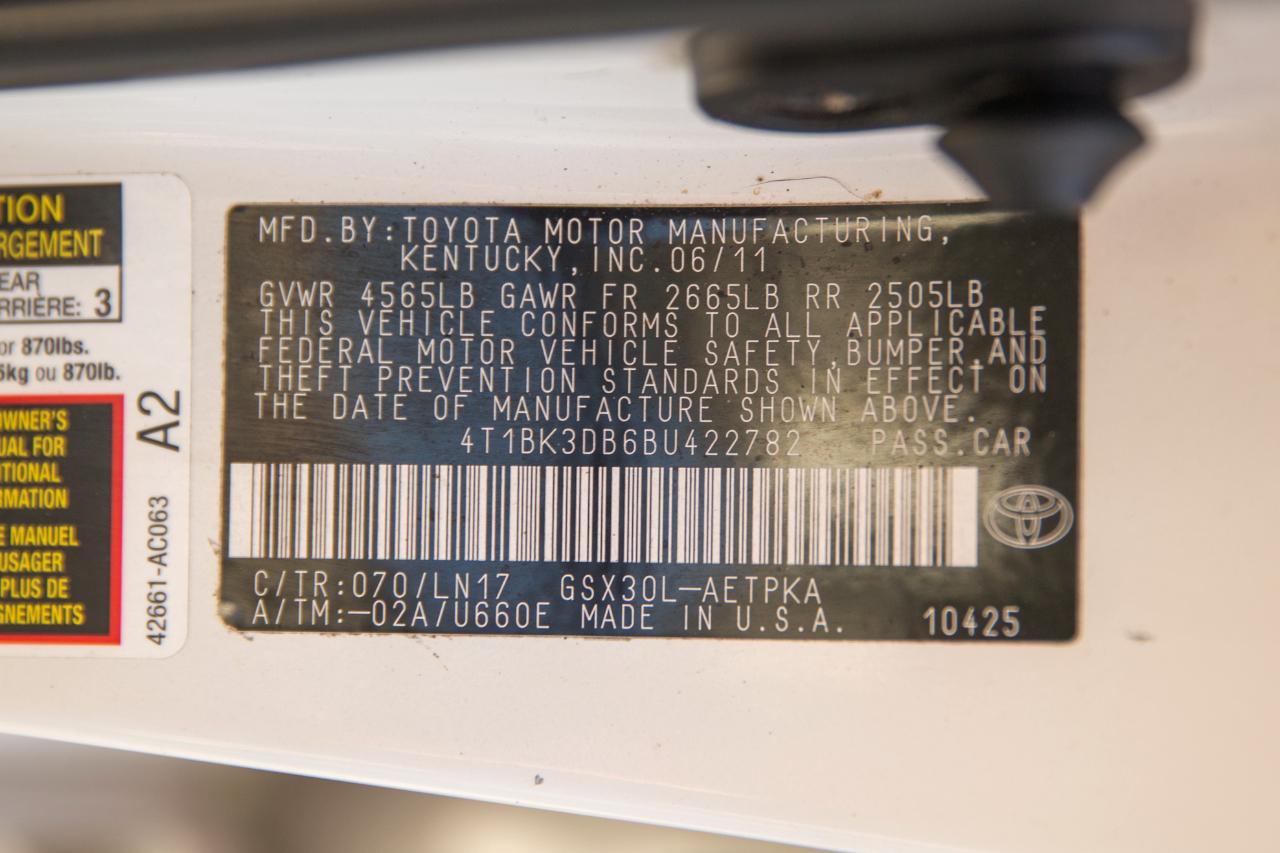 TION
RGEMENT
EAR
RRIÈRE: 3
or 870lbs.
5kg ou 870lb.
OWNER'S
UAL FOR
ITIONAL
RMATION
E MANUEL
USAGER
PLUS DE
GNEMENTS
A2
42661-AC063
MFD.BY:TOYOTA MOTOR MANUFACTURING,
KENTUCKY,INC.06/11
GVWR 4565LB GAWR FR 2665LB RR 2505LB
THIS VEHICLE CONFORMS TO ALL APPLICABLE
FEDERAL MOTOR VEHICLE SAFETY,BUMPER,AND
THEFT PREVENTION STANDARDS IN EFFECT ON
THE DATE OF MANUFACTURE SHOWN ABOVE.
4T1BK3DB6BU422782 PASS.CAR
C/TR:070/LN17 GSX30L-AETPKA
A/TM:-02A/U660E MADE IN U.S.A.
10425